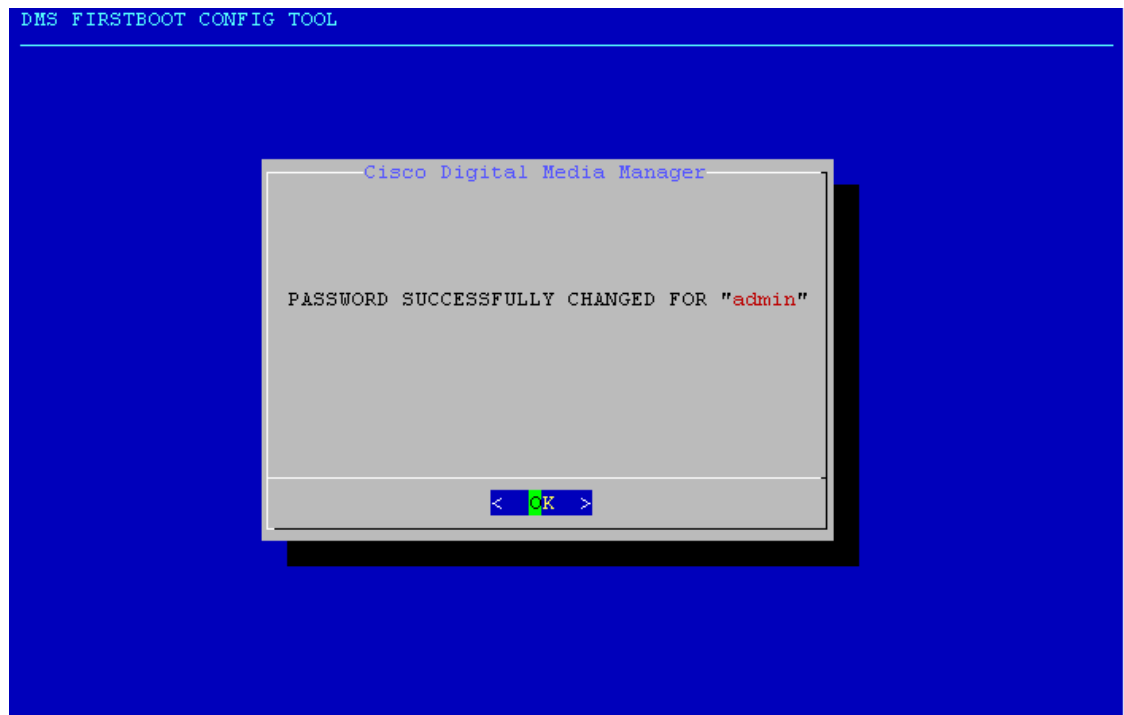 DMS FIRSTBOOT CONFIG TOOL
Cisco Digital Media Manager
PASSWORD SUCCESSFULLY CHANGED FOR "admin"
< OK >